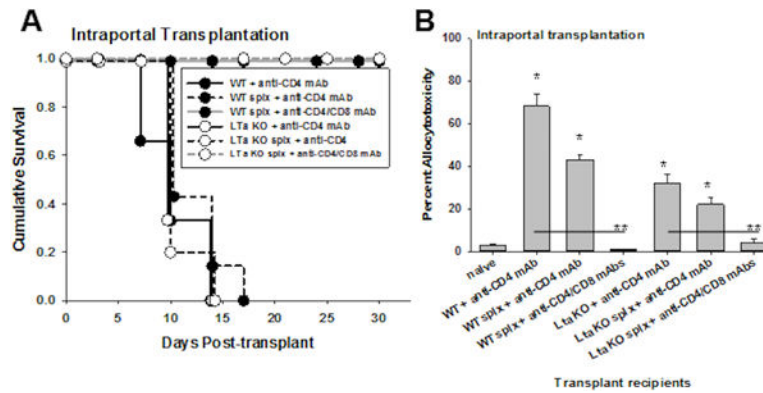 A
Intraportal Transplantation
Cumulative Survival
1.0
0.8
0.6
0.4
0.2
0.0
WT + anti-CD4 mAb
WT splx + anti-CD4 mAb
WT splx + anti-CD4/CD8 mAb
LTa KO + anti-CD4 mAb
LTa KO splx + anti-CD4
LTa KO splx + anti-CD4/CD8 mAb
0 5 10 15 20 25 30
Days Post-transplant
B
Intraportal transplantation
Percent Allocytotoxicity
100
80
60
40
20
0
* * ** * * **
naive
WT + anti-CD4 mAb
WT splx + anti-CD4 mAb
WT splx + anti-CD4/CD8 mAbs
Lta KO + anti-CD4 mAb
Lta KO splx + anti-CD4 mAb
Lta KO splx + anti-CD4/CD8 mAbs
Transplant recipients